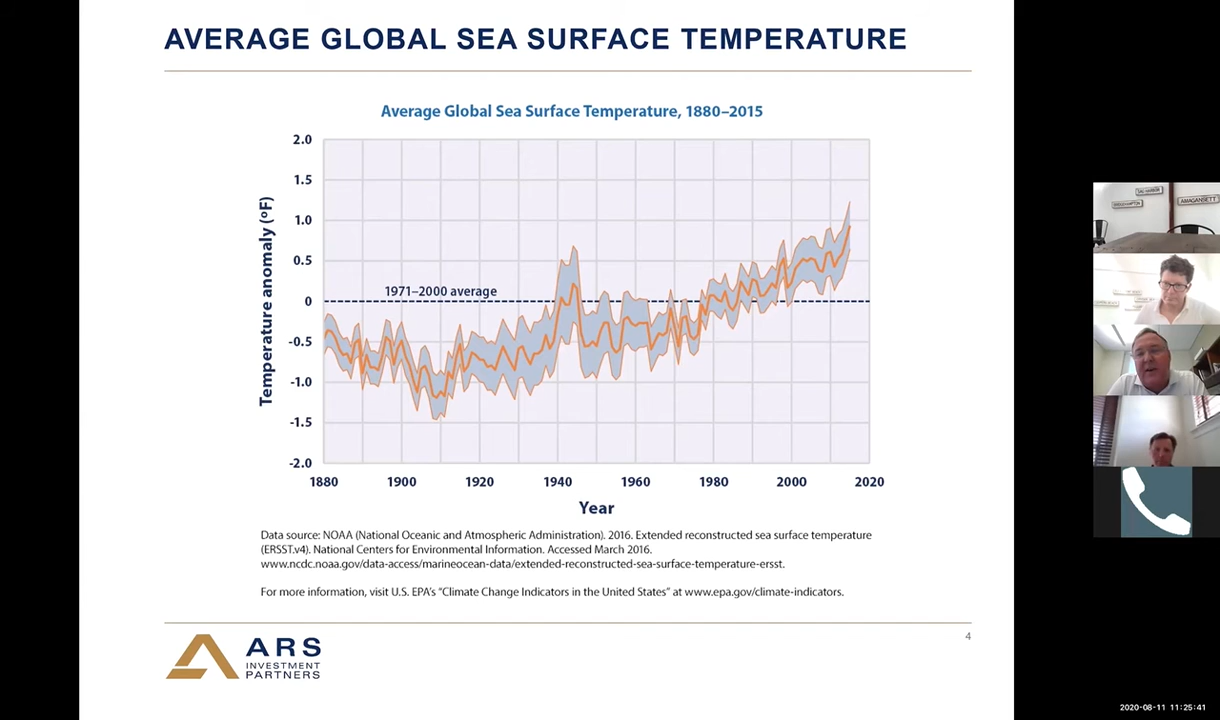 AVERAGE GLOBAL SEA SURFACE TEMPERATURE
Average Global Sea Surface Temperature, 1880–2015
2.0
1.5
1.0
0.5
0
-0.5
-1.0
-1.5
-2.0
Temperature anomaly (ºF)
1971–2000 average
1880 1900 1920 1940 1960 1980 2000 2020
Year
Data source: NOAA (National Oceanic and Atmospheric Administration). 2016. Extended reconstructed sea surface temperature
(ERSST.v4). National Centers for Environmental Information. Accessed March 2016.
www.ncdc.noaa.gov/data-access/marineocean-data/extended-reconstructed-sea-surface-temperature-ersst.
For more information, visit U.S. EPA's "Climate Change Indicators in the United States" at www.epa.gov/climate-indicators.
4
ARS
INVESTMENT
PARTNERS
SAG HARBOR
BRIDGEHAMPTON
AMAGANSETT
2020-08-11 11:25:41